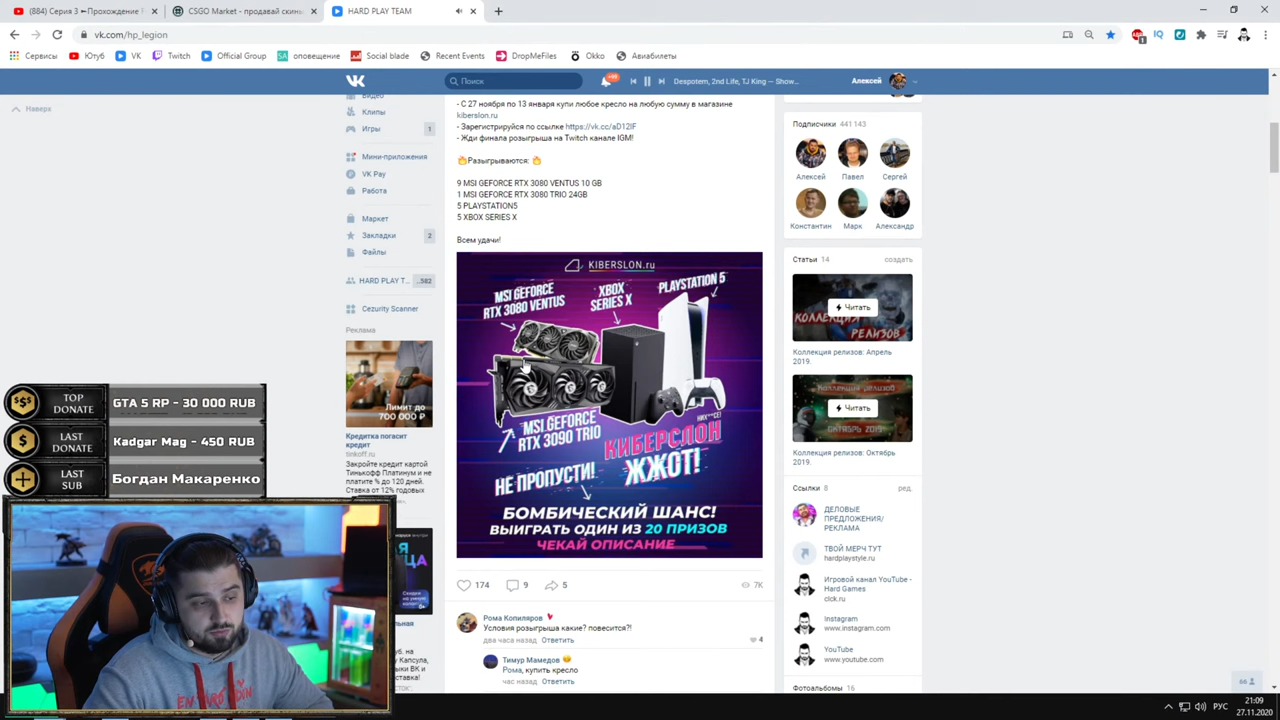 (884) Серия 3 ⇐Прохождение F
CSGO Market - продавай скины
HARD PLAY TEAM
vk.com/hp_legion
Сервисы
Ютуб
VK
Twitch
Official Group
оповещение
Social blade
Recent Events
DropMeFiles
Okko
Авиабилеты
Поиск
Despotem, 2nd Life, TJ King — Show...
Алексей
Наверх
Видео
Клипы
Игры
1
Мини-приложения
VK Pay
Работа
Маркет
Закладки
2
Файлы
HARD PLAY T...
..582
Cezurity Scanner
Реклама
Лимит до
700 000 ₽
Кредитка погасит
кредит
tinkoff.ru
Закройте кредит картой
Тинькофф Платинум и не
платите % до 120 дней.
Ставка от 12% годовых
- С 27 ноября по 13 января купи любое кресло на любую сумму в магазине
kiberslon.ru
- Зарегистрируйся по ссылке https://vk.cc/aD12IF
- Жди финала розыгрыша на Twitch канале IGM!
Разыгрываются:
9 MSI GEFORCE RTX 3080 VENTUS 10 GB
1 MSI GEFORCE RTX 3080 TRIO 24GB
5 PLAYSTATION5
5 XBOX SERIES X
Всем удачи!
KIBERSLON.ru
MSI GEFORCE
RTX 3080 VENTUS
XBOX
SERIES X
PLAYSTATION 5
MSI GEFORCE
RTX 3090 TRIO
КИБЕРСЛОН
ЖЖОТ!
НЕ ПРОПУСТИ!
БОМБИЧЕСКИЙ ШАНС!
ВЫИГРАТЬ ОДИН ИЗ 20 ПРИЗОВ
ЧЕКАЙ ОПИСАНИЕ
174
9
5
7K
Рома Копиляров
Условия розыгрыша какие? повесится?!
два часа назад Ответить
4
Тимур Мамедов
Рома, купить кресло
час назад Ответить
Подписчики 441 143
Алексей
Павел
Сергей
Константин
Марк
Александр
Статьи 14
создать
Читать
КОЛЛЕКЦИЯ
РЕЛИЗОВ
Коллекция релизов: Апрель
2019.
Читать
ОКТЯБРЬ 2019
Коллекция релизов: Октябрь
2019.
Ссылки 8
ред.
ДЕЛОВЫЕ
ПРЕДЛОЖЕНИЯ/
РЕКЛАМА
ТВОЙ МЕРЧ ТУТ
hardplaystyle.ru
Игровой канал YouTube -
Hard Games
clck.ru
Instagram
www.instagram.com
YouTube
www.youtube.com
Фотоальбомы 16
TOP
DONATE
GTA 5 RP - 30 000 RUB
LAST
DONATE
Kadgar Mag - 450 RUB
LAST
SUB
Богдан Макаренко
66
РУС
21:09
27.11.2020